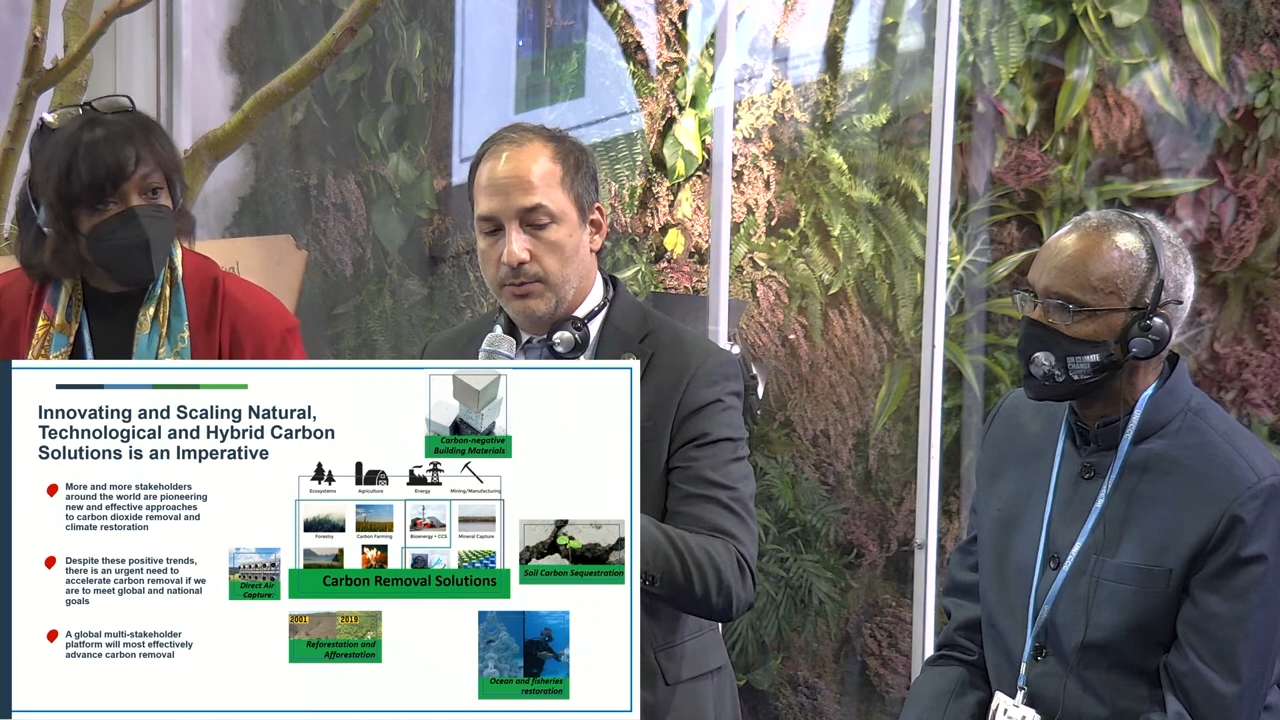 UN CLIMATE
CHANGE
UNFCCC
UNFCCC
Innovating and Scaling Natural,
Technological and Hybrid Carbon
Solutions is an Imperative
More and more stakeholders
around the world are pioneering
new and effective approaches
to carbon dioxide removal and
climate restoration
Despite these positive trends,
there is an urgent need to
accelerate carbon removal if we
are to meet global and national
goals
A global multi-stakeholder
platform will most effectively
advance carbon removal
Carbon-negative
Building Materials
Ecosystems Agriculture Energy Mining/Manufacturing
Forestry Carbon Farming Bioenergy + CCS Mineral Capture
Direct Air
Capture:
Carbon Removal Solutions
Soil Carbon Sequestration
2001 2019
Reforestation and
Afforestation
Ocean and fisheries
restoration